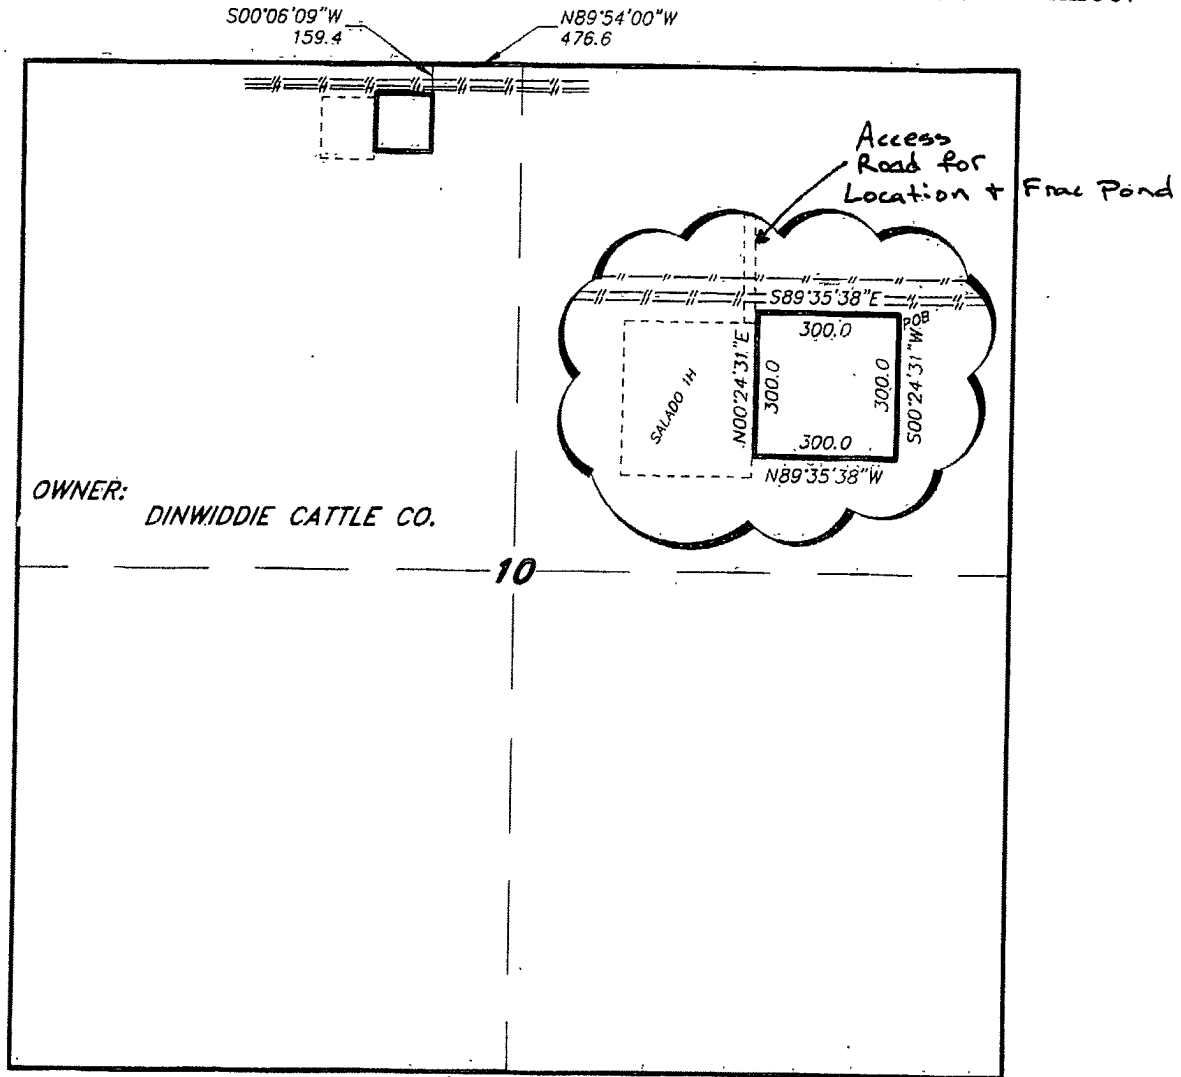 S00°06'09"W
159.4
N89°54'00"W
476.6
Access
Road for
Location + Frac Pond
S89°35'38"E
POB
300.0
N00°24'31"E
300.0
300.0
S00°24'31"W
SALADO 1H
300.0
N89°35'38"W
OWNER:
DINWIDDIE CATTLE CO.
10